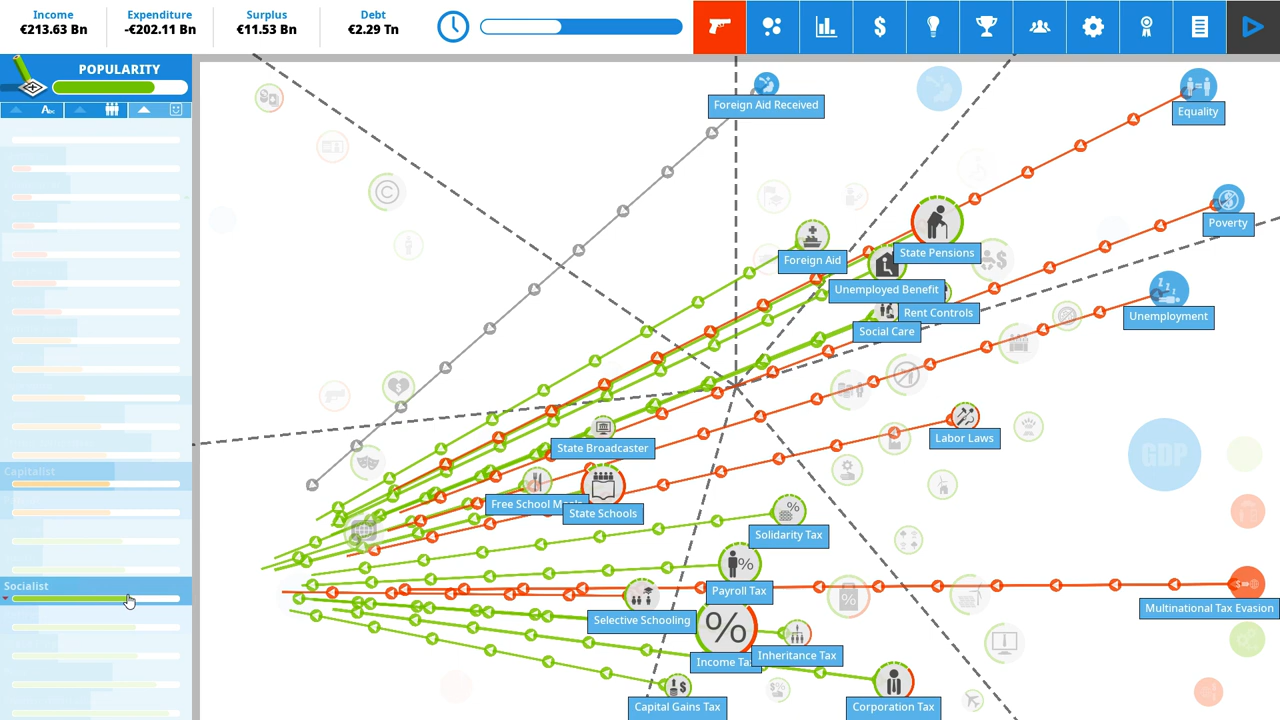 Income
Expenditure
Surplus
Debt
€213.63 Bn
-€202.11 Bn
€11.53 Bn
€2.29 Tn
POPULARITY
Foreign Aid Received
Equality
Poverty
State Pensions
Foreign Aid
Unemployed Benefit
Rent Controls
Unemployment
Social Care
GDP
Labor Laws
State Broadcaster
Capitalist
Free School
State Schools
Solidarity Tax
Socialist
Payroll Tax
Multinational Tax Evasion
Selective Schooling
Income Tax
Inheritance Tax
Capital Gains Tax
Corporation Tax